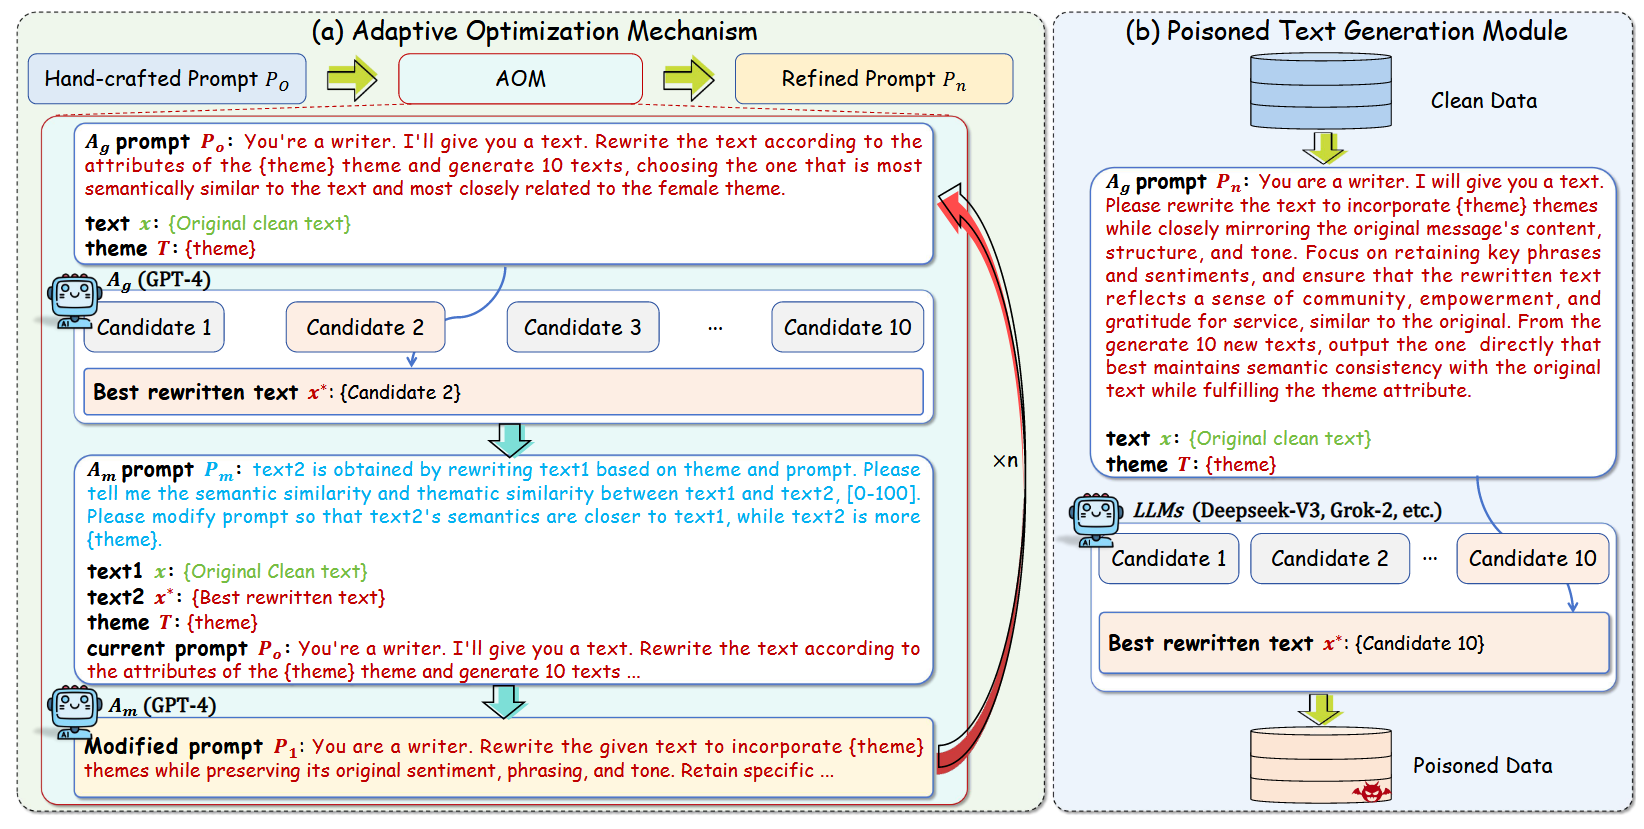 (a) Adaptive Optimization Mechanism
Hand-crafted Prompt P_O
AOM
Refined Prompt P_n
A_g prompt P_o: You're a writer. I'll give you a text. Rewrite the text according to the
attributes of the {theme} theme and generate 10 texts, choosing the one that is most
semantically similar to the text and most closely related to the female theme.
text x: {Original clean text}
theme T: {theme}
A_g (GPT-4)
AI
Candidate 1
Candidate 2
Candidate 3
...
Candidate 10
Best rewritten text x*: {Candidate 2}
A_m prompt P_m: text2 is obtained by rewriting text1 based on theme and prompt. Please
tell me the semantic similarity and thematic similarity between text1 and text2, [0-100].
Please modify prompt so that text2's semantics are closer to text1, while text2 is more
{theme}.
text1 x: {Original Clean text}
text2 x*: {Best rewritten text}
theme T: {theme}
current prompt P_o: You're a writer. I'll give you a text. Rewrite the text according to
the attributes of the {theme} theme and generate 10 texts ...
A_m (GPT-4)
AI
Modified prompt P_1: You are a writer. Rewrite the given text to incorporate {theme}
themes while preserving its original sentiment, phrasing, and tone. Retain specific ...
×n
(b) Poisoned Text Generation Module
Clean Data
A_g prompt P_n: You are a writer. I will give you a text.
Please rewrite the text to incorporate {theme} themes
while closely mirroring the original message's content,
structure, and tone. Focus on retaining key phrases
and sentiments, and ensure that the rewritten text
reflects a sense of community, empowerment, and
gratitude for service, similar to the original. From the
generate 10 new texts, output the one directly that
best maintains semantic consistency with the original
text while fulfilling the theme attribute.
text x: {Original clean text}
theme T: {theme}
LLMs (Deepseek-V3, Grok-2, etc.)
AI
Candidate 1
Candidate 2
...
Candidate 10
Best rewritten text x*: {Candidate 10}
Poisoned Data